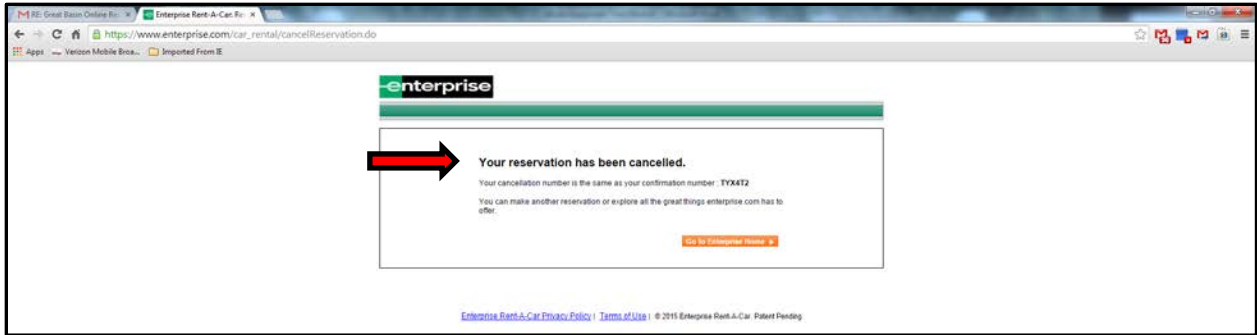 RE: Great Basin Online Re
Enterprise Rent-A-Car: Re
https://www.enterprise.com/car_rental/cancelReservation.do
Apps Verizon Mobile Broa... Imported From IE
enterprise
Your reservation has been cancelled.
Your cancellation number is the same as your confirmation number : TYX4T2
You can make another reservation or explore all the great things enterprise.com has to
offer.
Go to Enterprise Home
Enterprise Rent-A-Car Privacy Policy | Terms of Use | © 2015 Enterprise Rent-A-Car. Patent Pending.